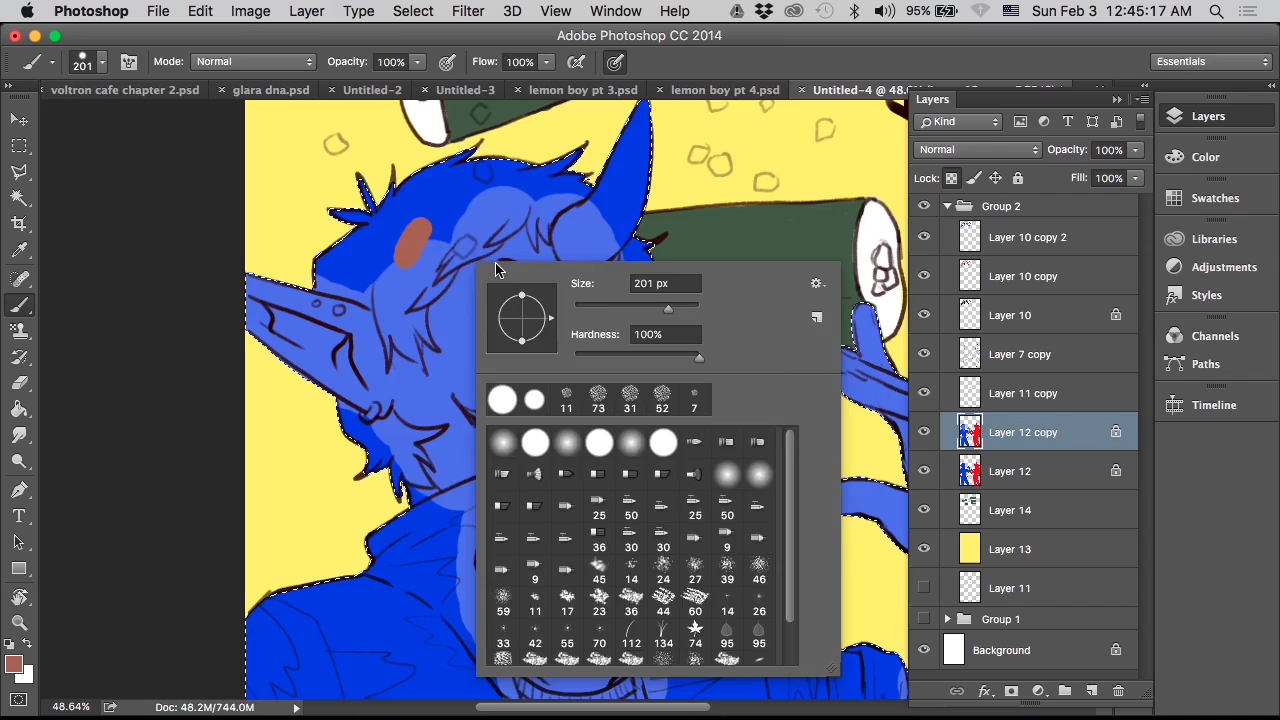 Photoshop File Edit Image Layer Type Select Filter 3D View Window Help 95% Sun Feb 3 12:45:17 AM
Adobe Photoshop CC 2014
201 Mode: Normal Opacity: 100% Flow: 100% Essentials
voltron cafe chapter 2.psd glara dna.psd Untitled-2 Untitled-3 lemon boy pt 3.psd lemon boy pt 4.psd Untitled-4 @ 48.
Layers
Kind
Normal Opacity: 100%
Lock: Fill: 100%
Group 2
Layer 10 copy 2
Layer 10 copy
Layer 10
Layer 7 copy
Layer 11 copy
Layer 12 copy
Layer 12
Layer 14
Layer 13
Layer 11
Group 1
Background
Layers
Color
Swatches
Libraries
Adjustments
Styles
Channels
Paths
Timeline
Size: 201 px
Hardness: 100%
11 73 31 52 7
25 50 25 50
36 30 30 9
9 45 14 24 27 39 46
59 11 17 23 36 44 60 14 26
33 42 55 70 112 134 74 95 95
48.64% Doc: 48.2M/744.0M